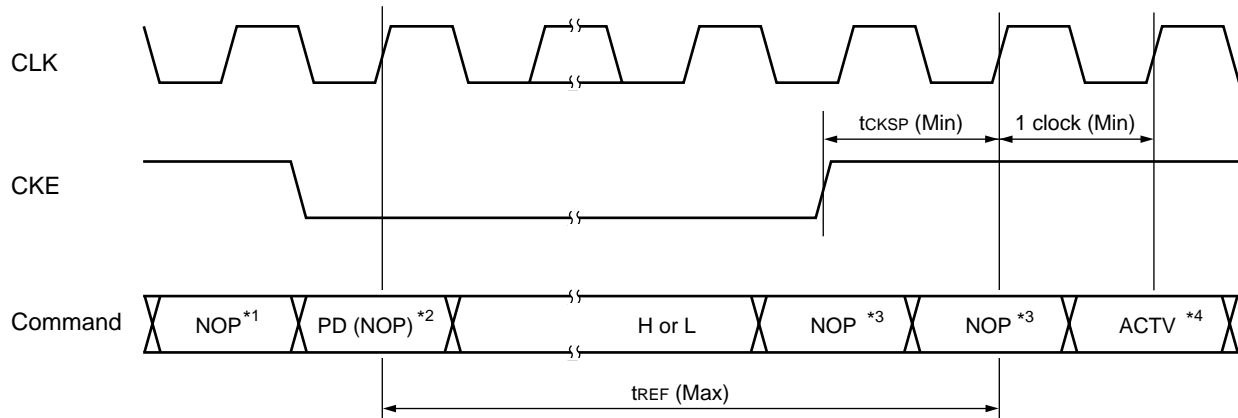 CLK
tCKSP (Min)
1 clock (Min)
CKE
Command
NOP*1
PD (NOP)*2
H or L
NOP *3
NOP *3
ACTV *4
tREF (Max)